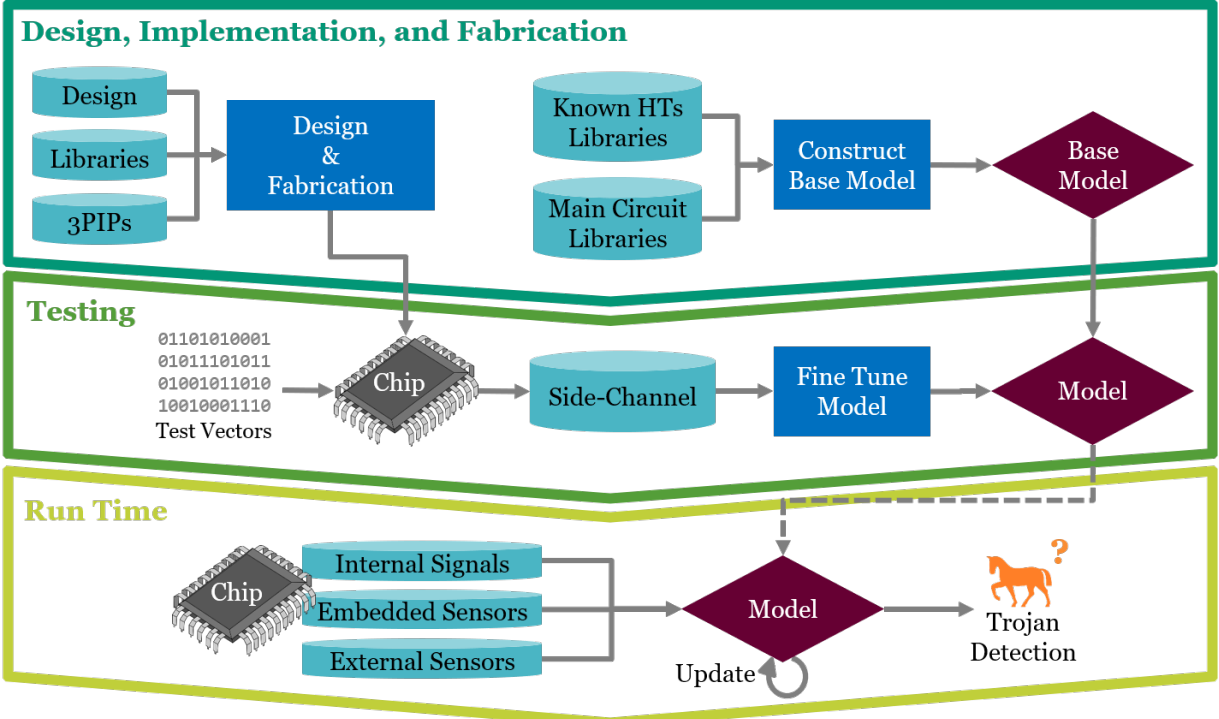 Design, Implementation, and Fabrication
Design
Libraries
3PIPs
Design
&
Fabrication
Known HTs
Libraries
Main Circuit
Libraries
Construct
Base Model
Base
Model
Testing
01101010001
01011101011
01001011010
10010001110
Test Vectors
Chip
Side-Channel
Fine Tune
Model
Model
Run Time
Chip
Internal Signals
Embedded Sensors
External Sensors
Model
Update
?
Trojan
Detection